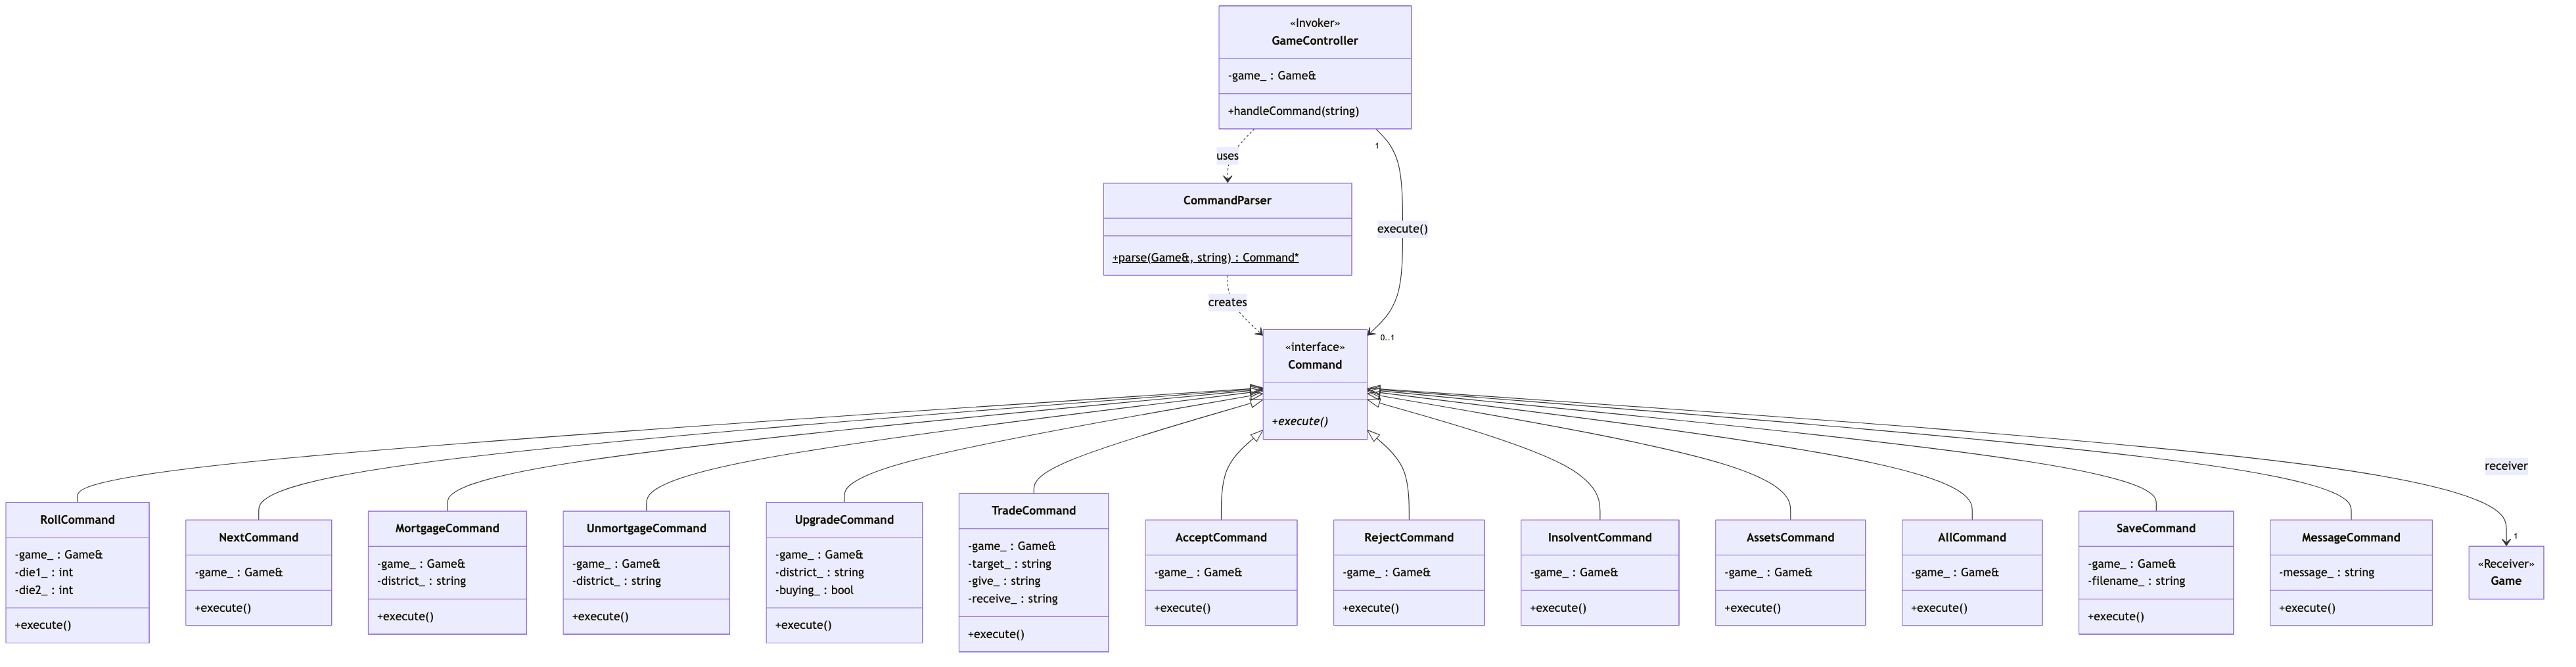 «Invoker»
GameController
-game_ : Game&
+handleCommand(string)
1
uses
CommandParser
+parse(Game&, string) : Command*
execute()
creates
0..1
«interface»
Command
+execute()
receiver
1
RollCommand
-game_ : Game&
-die1_ : int
-die2_ : int
+execute()
NextCommand
-game_ : Game&
+execute()
MortgageCommand
-game_ : Game&
-district_ : string
+execute()
UnmortgageCommand
-game_ : Game&
-district_ : string
+execute()
UpgradeCommand
-game_ : Game&
-district_ : string
-buying_ : bool
+execute()
TradeCommand
-game_ : Game&
-target_ : string
-give_ : string
-receive_ : string
+execute()
AcceptCommand
-game_ : Game&
+execute()
RejectCommand
-game_ : Game&
+execute()
InsolventCommand
-game_ : Game&
+execute()
AssetsCommand
-game_ : Game&
+execute()
AllCommand
-game_ : Game&
+execute()
SaveCommand
-game_ : Game&
-filename_ : string
+execute()
MessageCommand
-message_ : string
+execute()
«Receiver»
Game